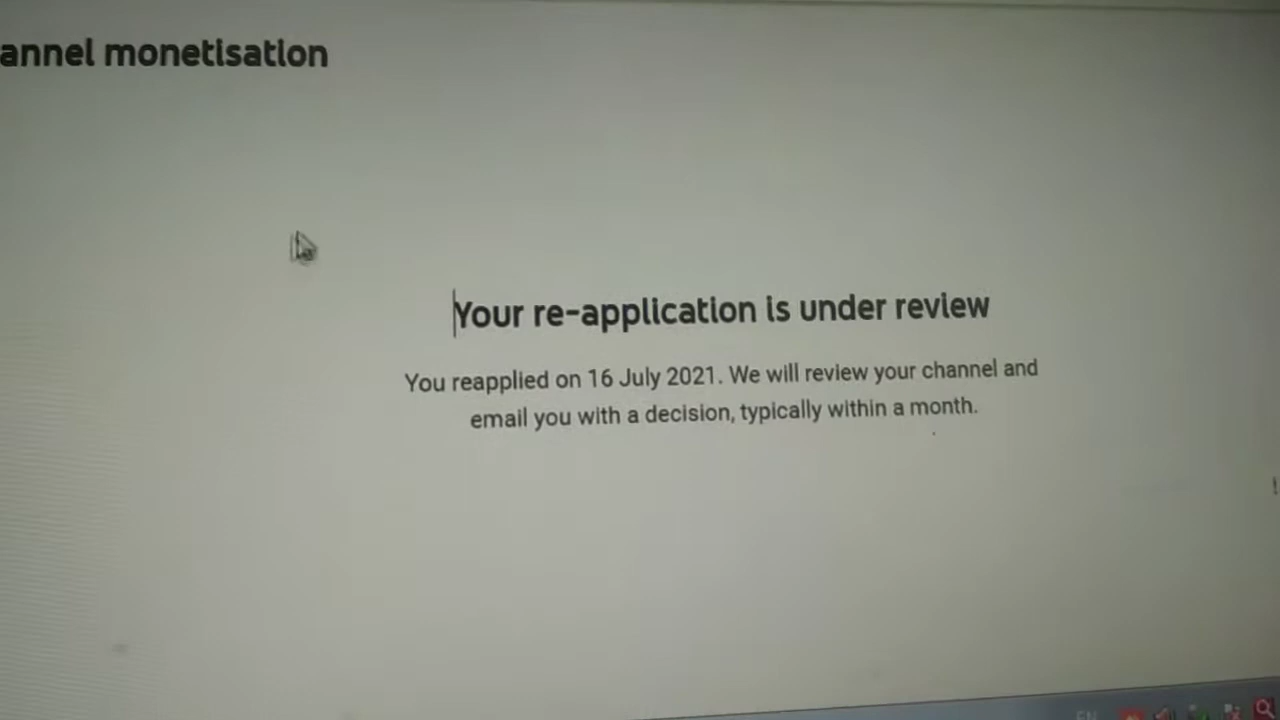 annel monetisation
Your re-application is under review
You reapplied on 16 July 2021. We will review your channel and
email you with a decision, typically within a month.